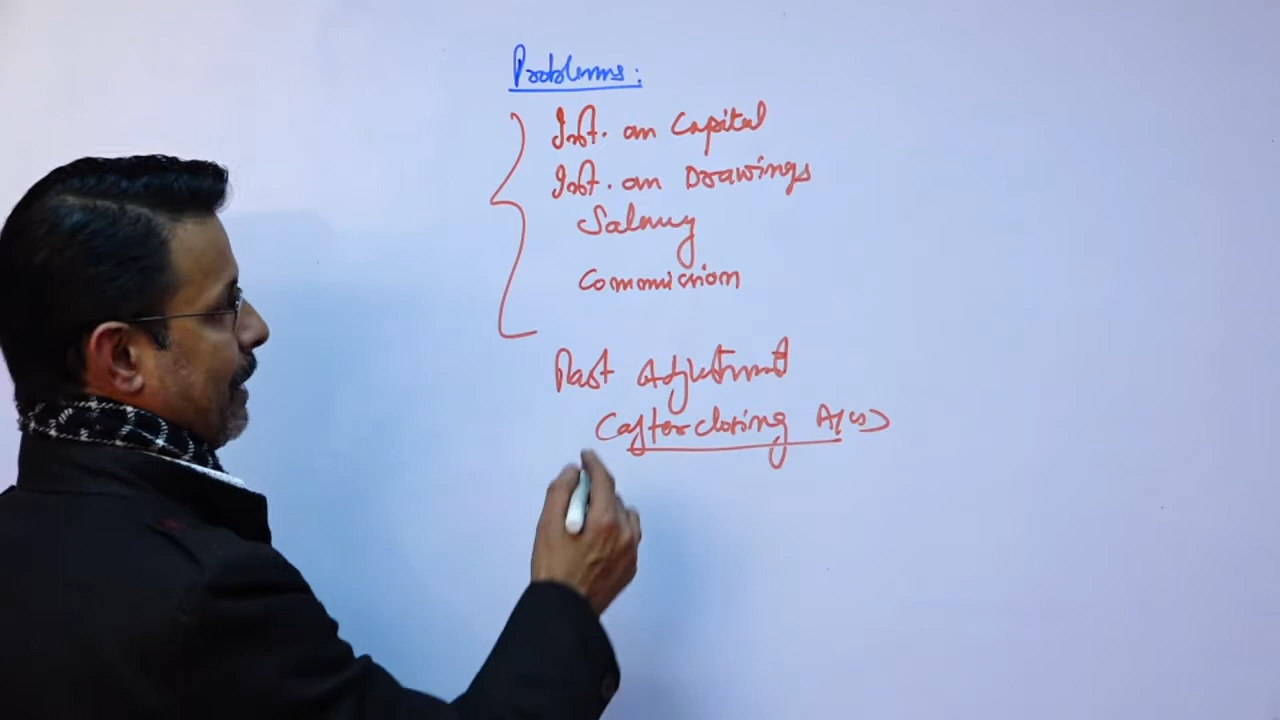 Problems:
Int. on Capital
Int. on Drawings
Salary
Commission
Past Adjustment
(after closing A/cs)